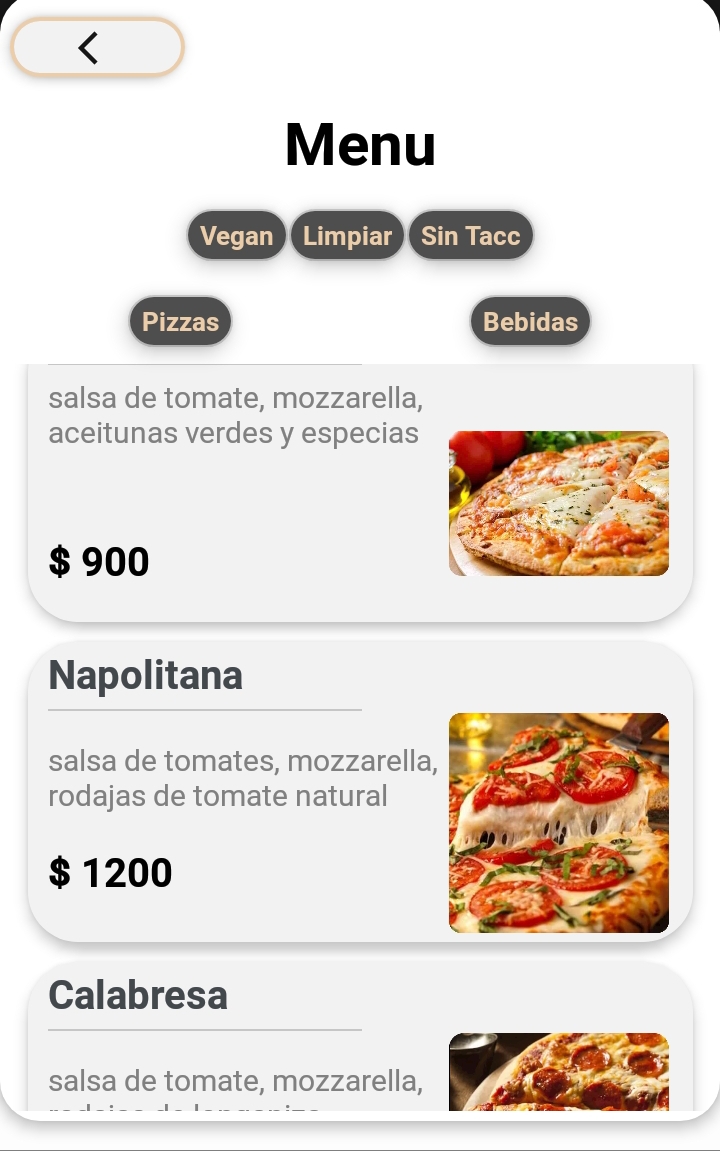 Menu
Vegan Limpiar Sin Tacc
Pizzas Bebidas
salsa de tomate, mozzarella,
aceitunas verdes y especias
$ 900
Napolitana
salsa de tomates, mozzarella,
rodajas de tomate natural
$ 1200
Calabresa
salsa de tomate, mozzarella,